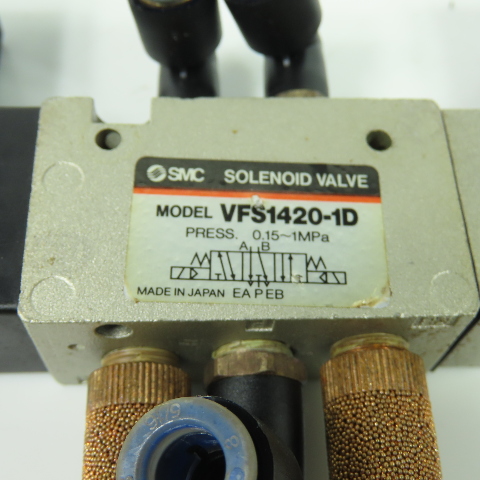 SMC SOLENOID VALVE
MODEL VFS1420-1D
PRESS. 0.15~1MPa
A B
MADE IN JAPAN EA P EB